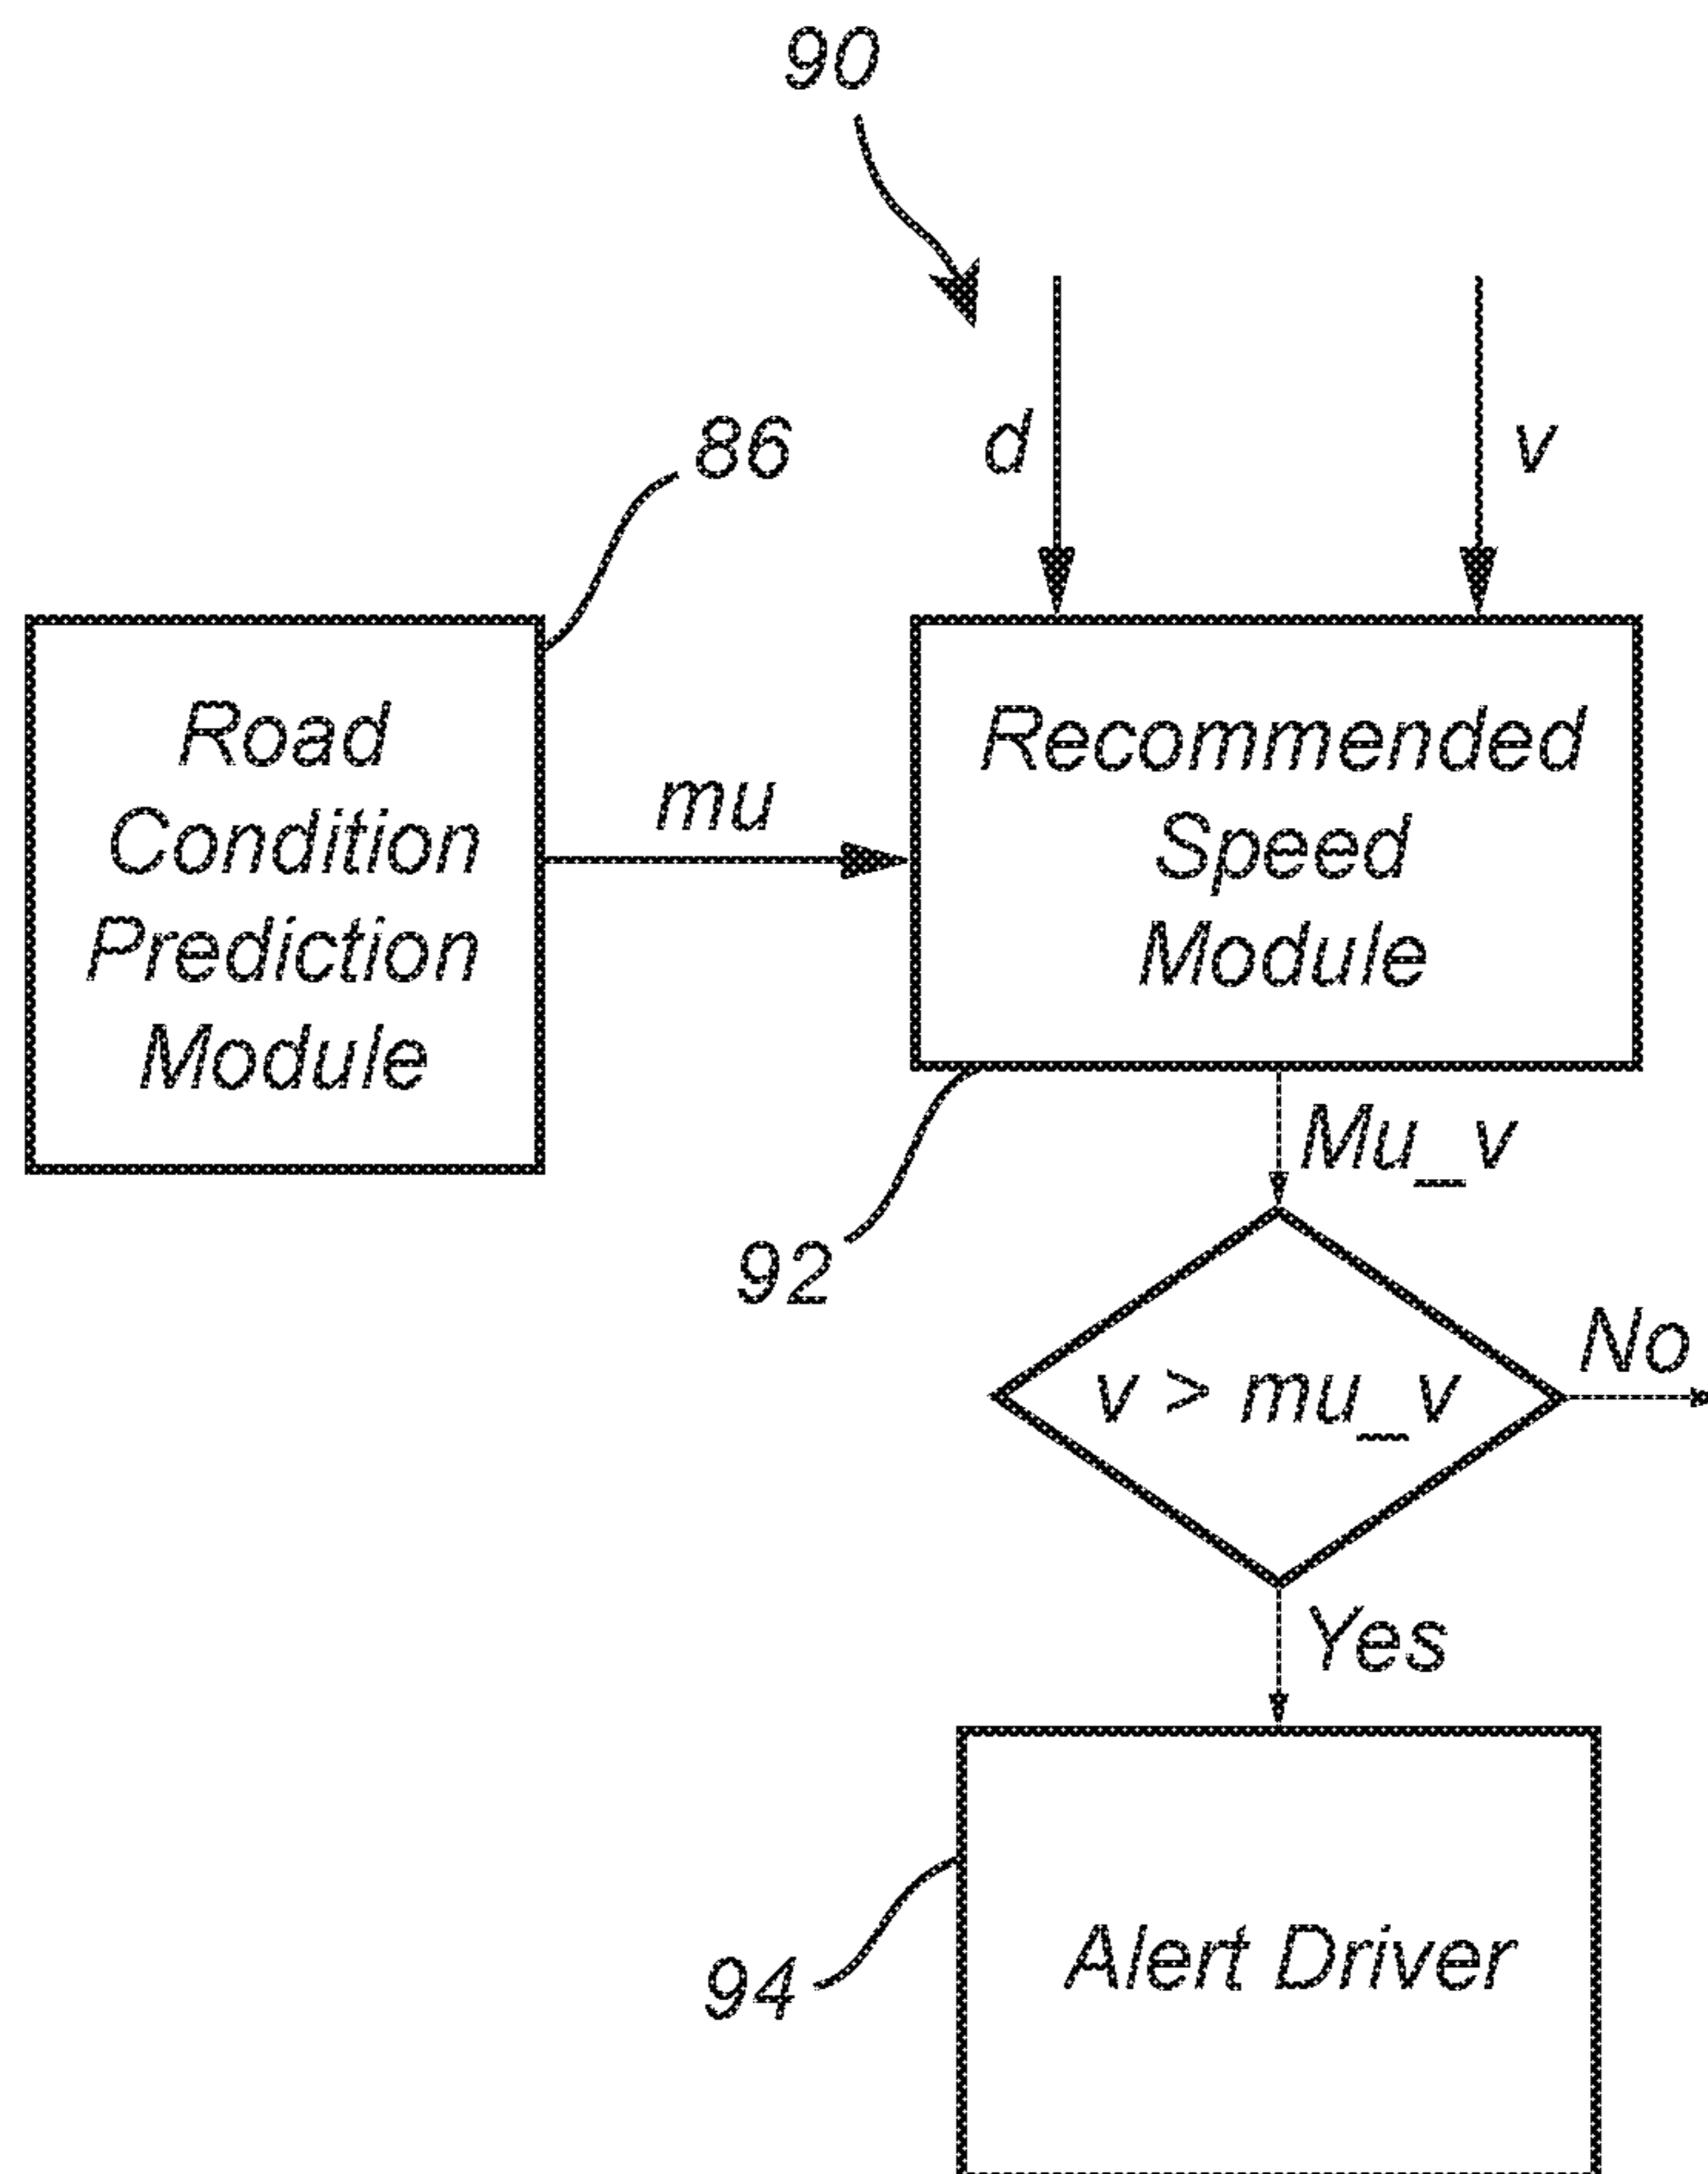 90
86
d
v
Road
Condition
Prediction
Module
mu
Recommended
Speed
Module
Mu_v
92
v > mu_v
No
Yes
94
Alert Driver